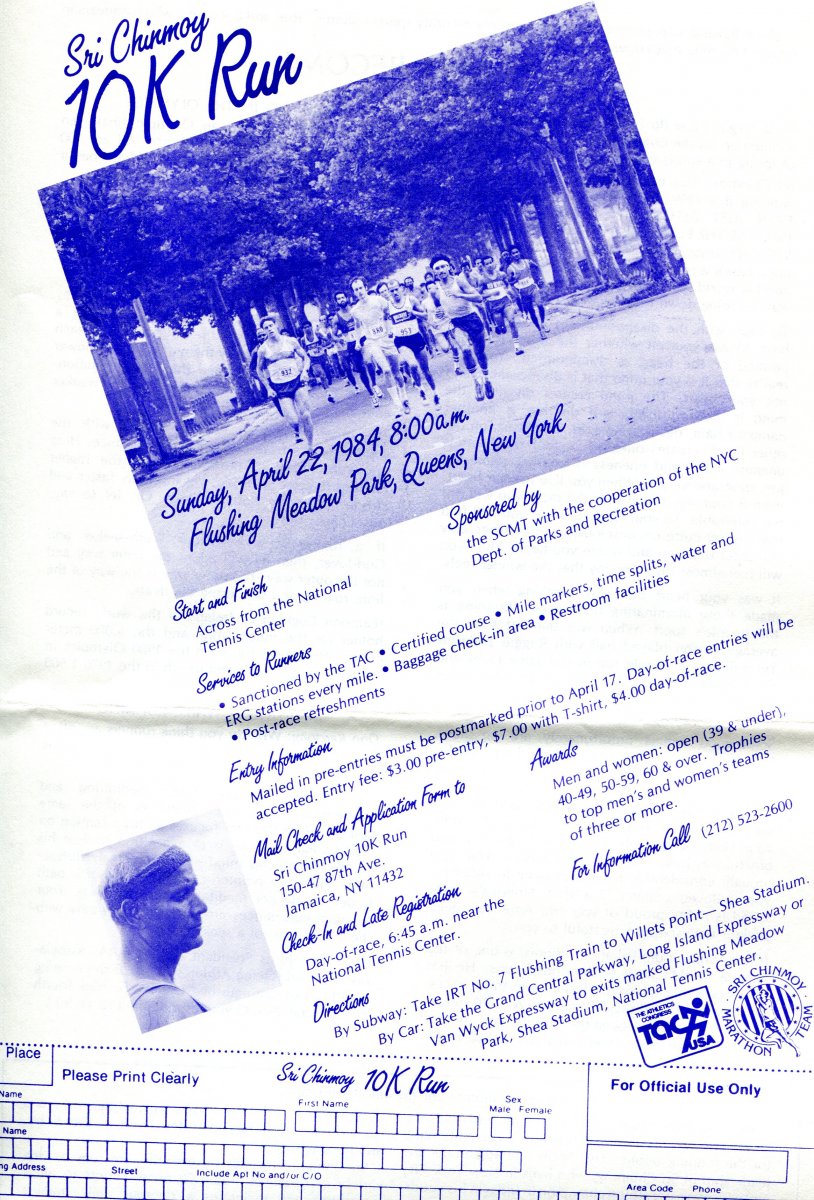 Sri Chinmoy
10K Run
932
580
953
Sunday, April 22, 1984, 8:00 a.m.
Flushing Meadow Park, Queens, New York
Sponsored by
the SCMT with the cooperation of the NYC
Dept. of Parks and Recreation
Start and Finish
Across from the National
Tennis Center
Services to Runners
• Sanctioned by the TAC • Certified course • Mile markers, time splits, water and
ERG stations every mile. • Baggage check-in area • Restroom facilities
• Post-race refreshments
Entry Information
Mailed in pre-entries must be postmarked prior to April 17. Day-of-race entries will be
accepted. Entry fee: $3.00 pre-entry, $7.00 with T-shirt, $4.00 day-of-race.
Mail Check and Application Form to
Sri Chinmoy 10K Run
150-47 87th Ave.
Jamaica, NY 11432
Awards
Men and women: open (39 & under),
40-49, 50-59, 60 & over. Trophies
to top men's and women's teams
of three or more.
For Information Call (212) 523-2600
Check-In and Late Registration
Day-of-race, 6:45 a.m. near the
National Tennis Center.
Directions
By Subway: Take IRT No. 7 Flushing Train to Willets Point—Shea Stadium.
By Car: Take the Grand Central Parkway, Long Island Expressway or
Van Wyck Expressway to exits marked Flushing Meadow
Park, Shea Stadium, National Tennis Center.
THE ATHLETICS
CONGRESS
TAC
USA
SRI CHINMOY
MARATHON TEAM
Place
Please Print Clearly
Sri Chinmoy 10K Run
For Official Use Only
Name
First Name
Sex
Male Female
Name
ng Address
Street
Include Apt No and/or C/O
Area Code
Phone